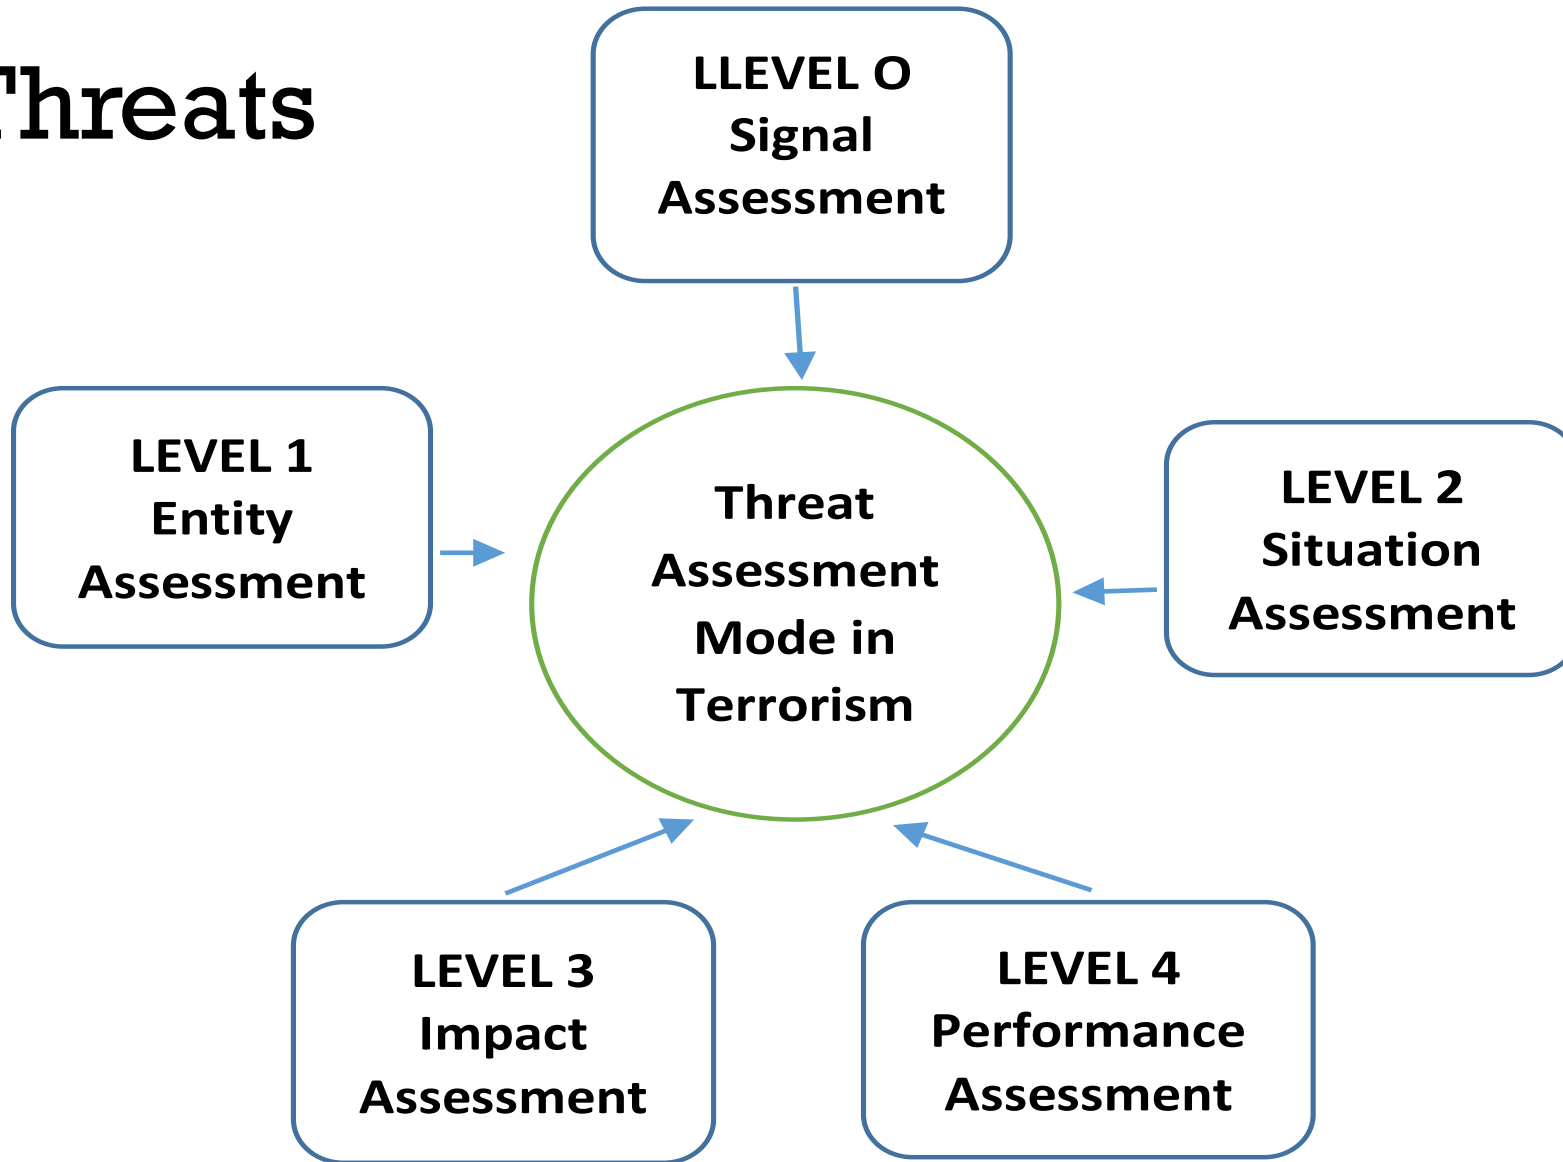 Threats
LLEVEL O
Signal
Assessment
LEVEL 1
Entity
Assessment
Threat
Assessment
Mode in
Terrorism
LEVEL 2
Situation
Assessment
LEVEL 3
Impact
Assessment
LEVEL 4
Performance
Assessment